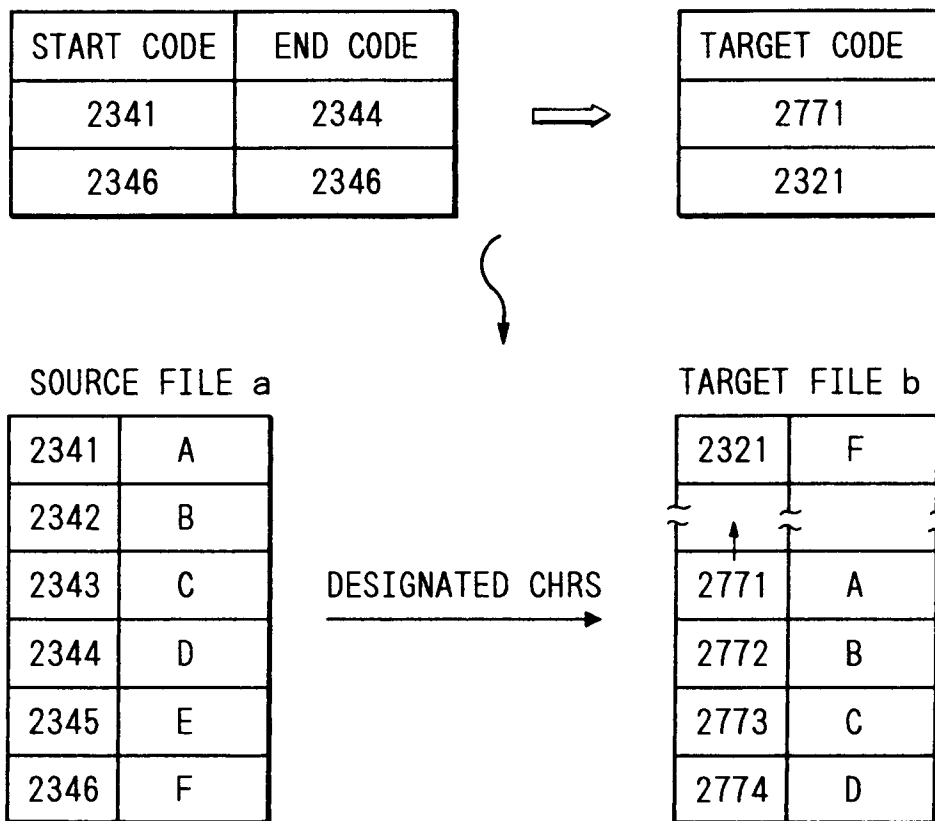 START CODE END CODE
2341 2344
2346 2346
TARGET CODE
2771
2321
SOURCE FILE a
2341 A
2342 B
2343 C
2344 D
2345 E
2346 F
DESIGNATED CHRS
TARGET FILE b
2321 F
2771 A
2772 B
2773 C
2774 D